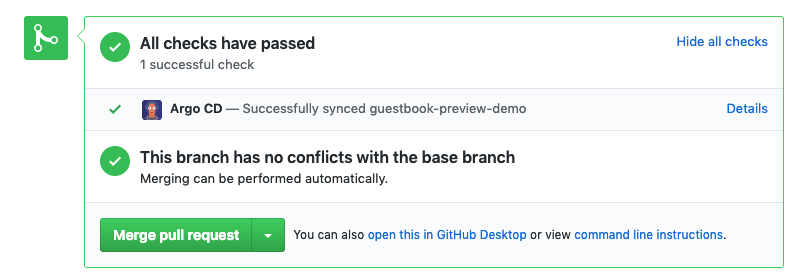 All checks have passed
Hide all checks
1 successful check
Argo CD — Successfully synced guestbook-preview-demo
Details
This branch has no conflicts with the base branch
Merging can be performed automatically.
Merge pull request
You can also open this in GitHub Desktop or view command line instructions.